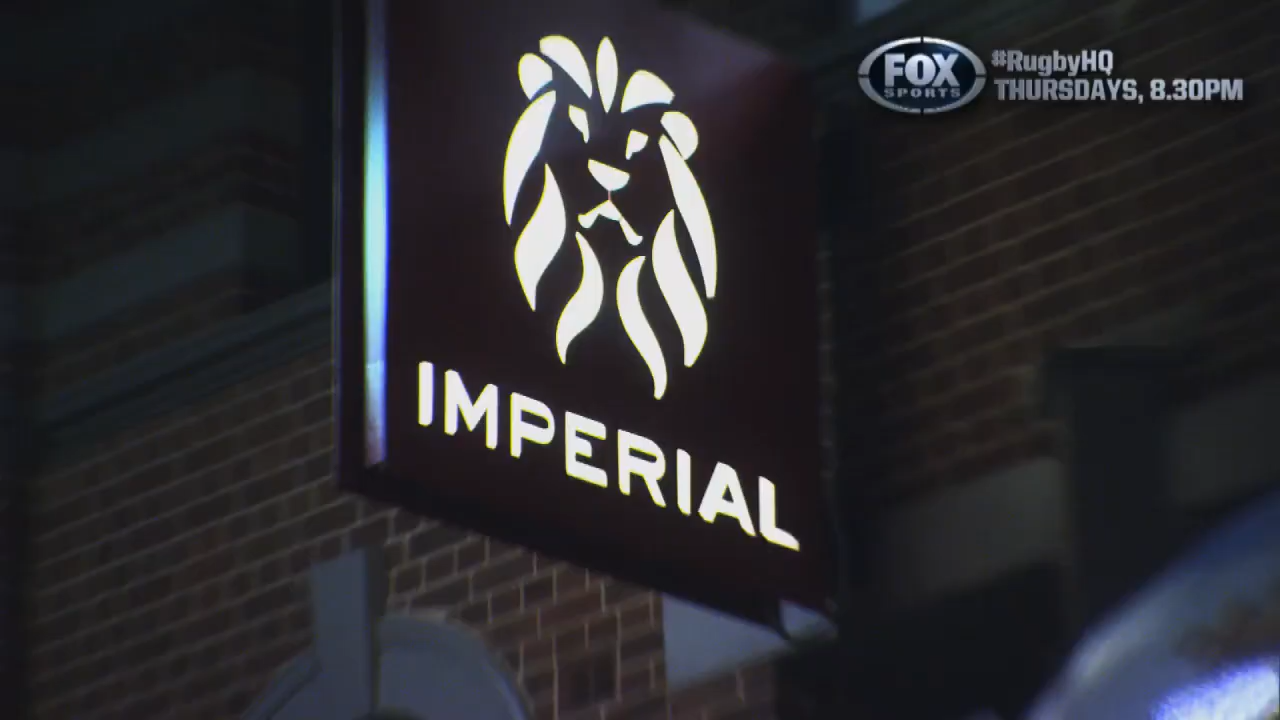 FOX
SPORTS
#RugbyHQ
THURSDAYS, 8.30PM
IMPERIAL